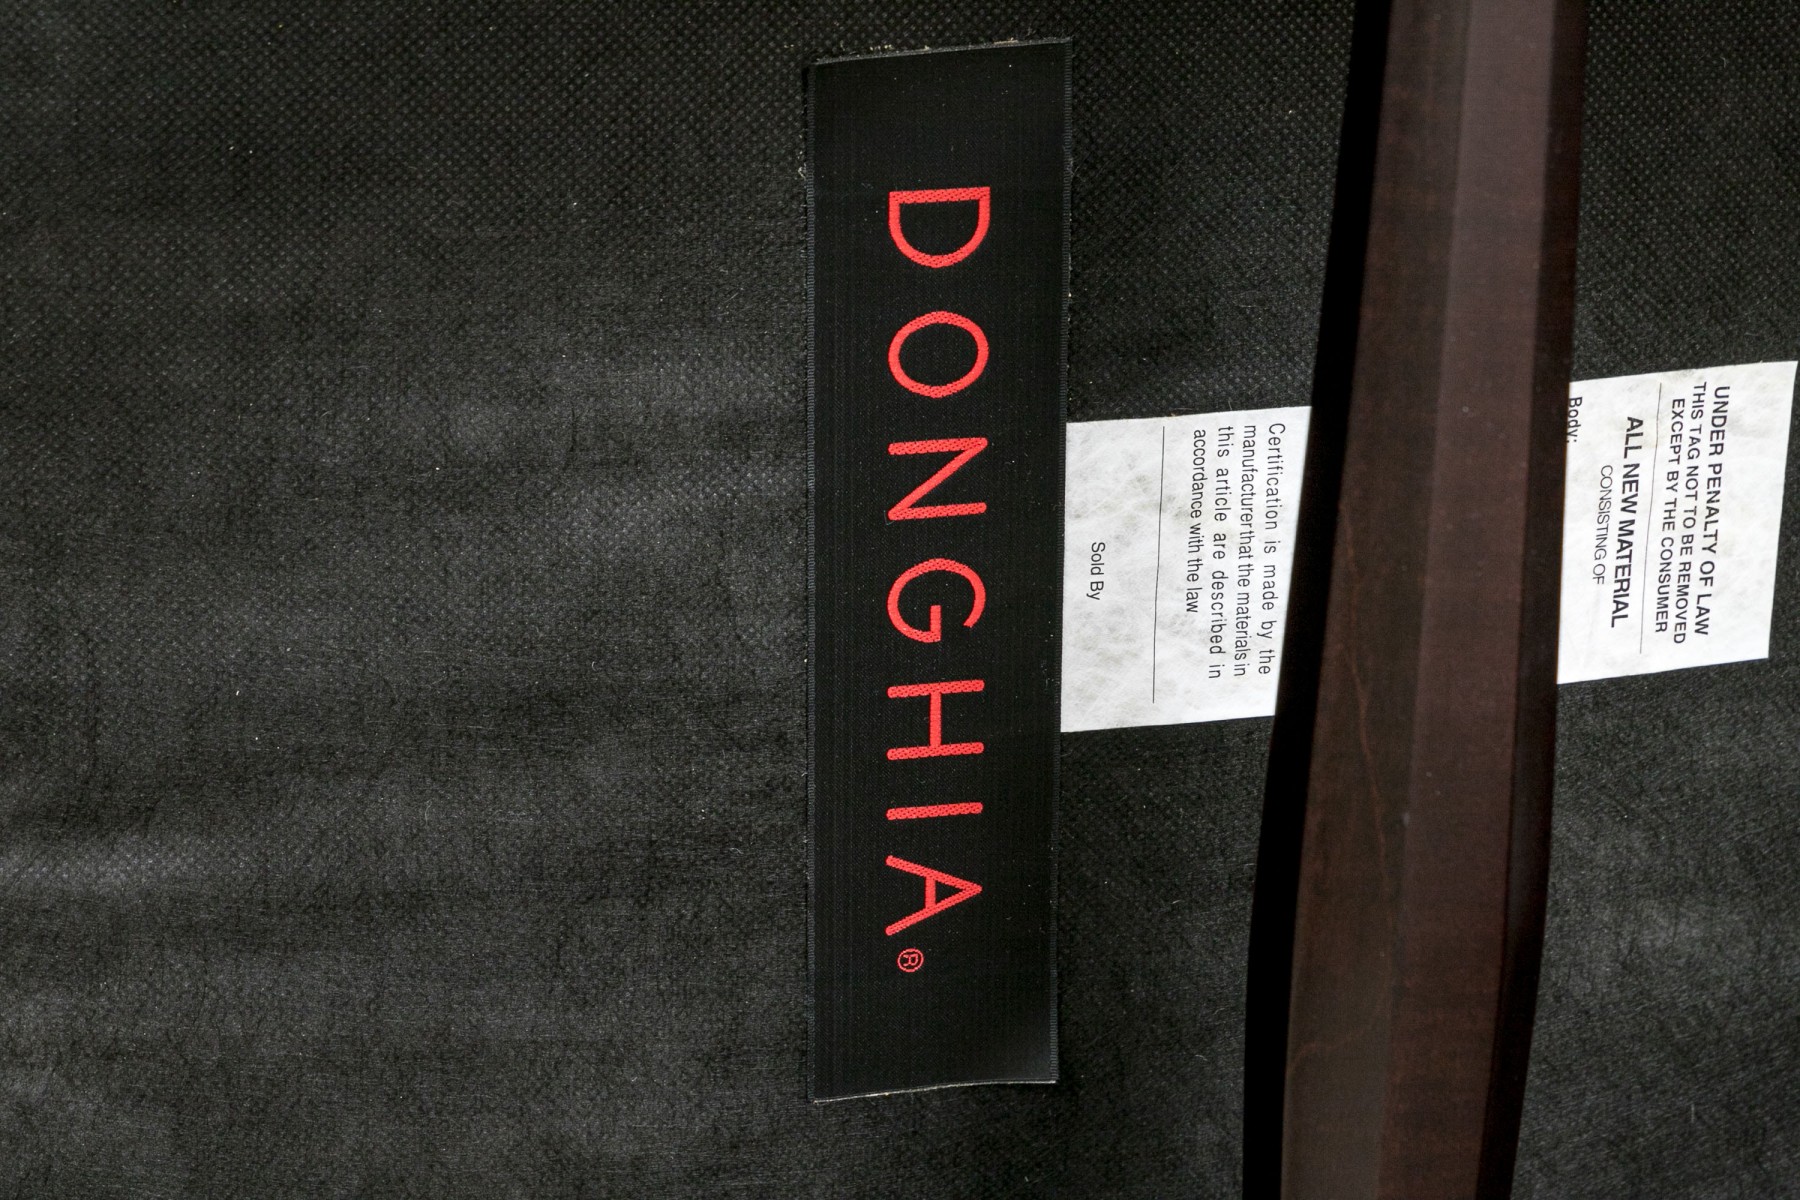 DONGHIA®
UNDER PENALTY OF LAW
THIS TAG NOT TO BE REMOVED
EXCEPT BY THE CONSUMER
ALL NEW MATERIAL
CONSISTING OF
Body:
Certification is made by the
manufacturer that the materials in
this article are described in
accordance with the law
Sold By